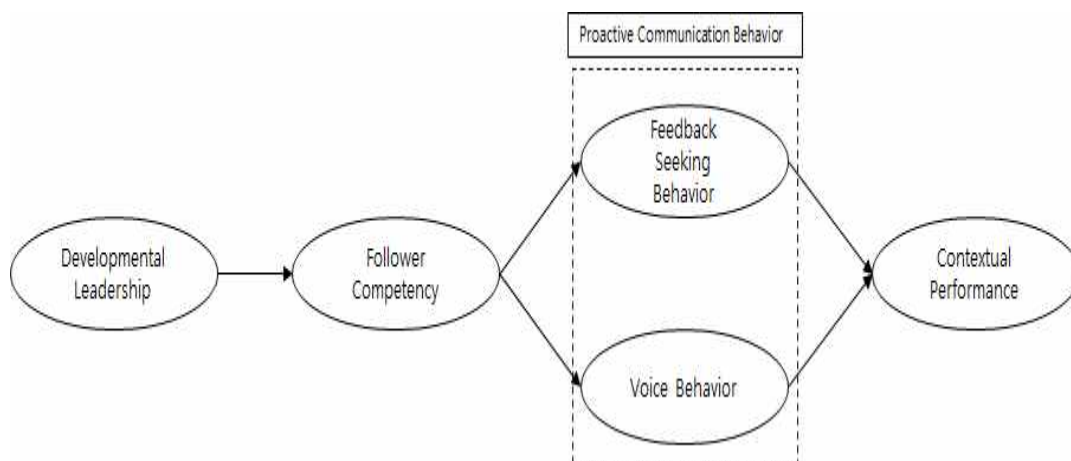 Proactive Communication Behavior
Feedback
Seeking
Behavior
Developmental
Leadership
Follower
Competency
Contextual
Performance
Voice Behavior